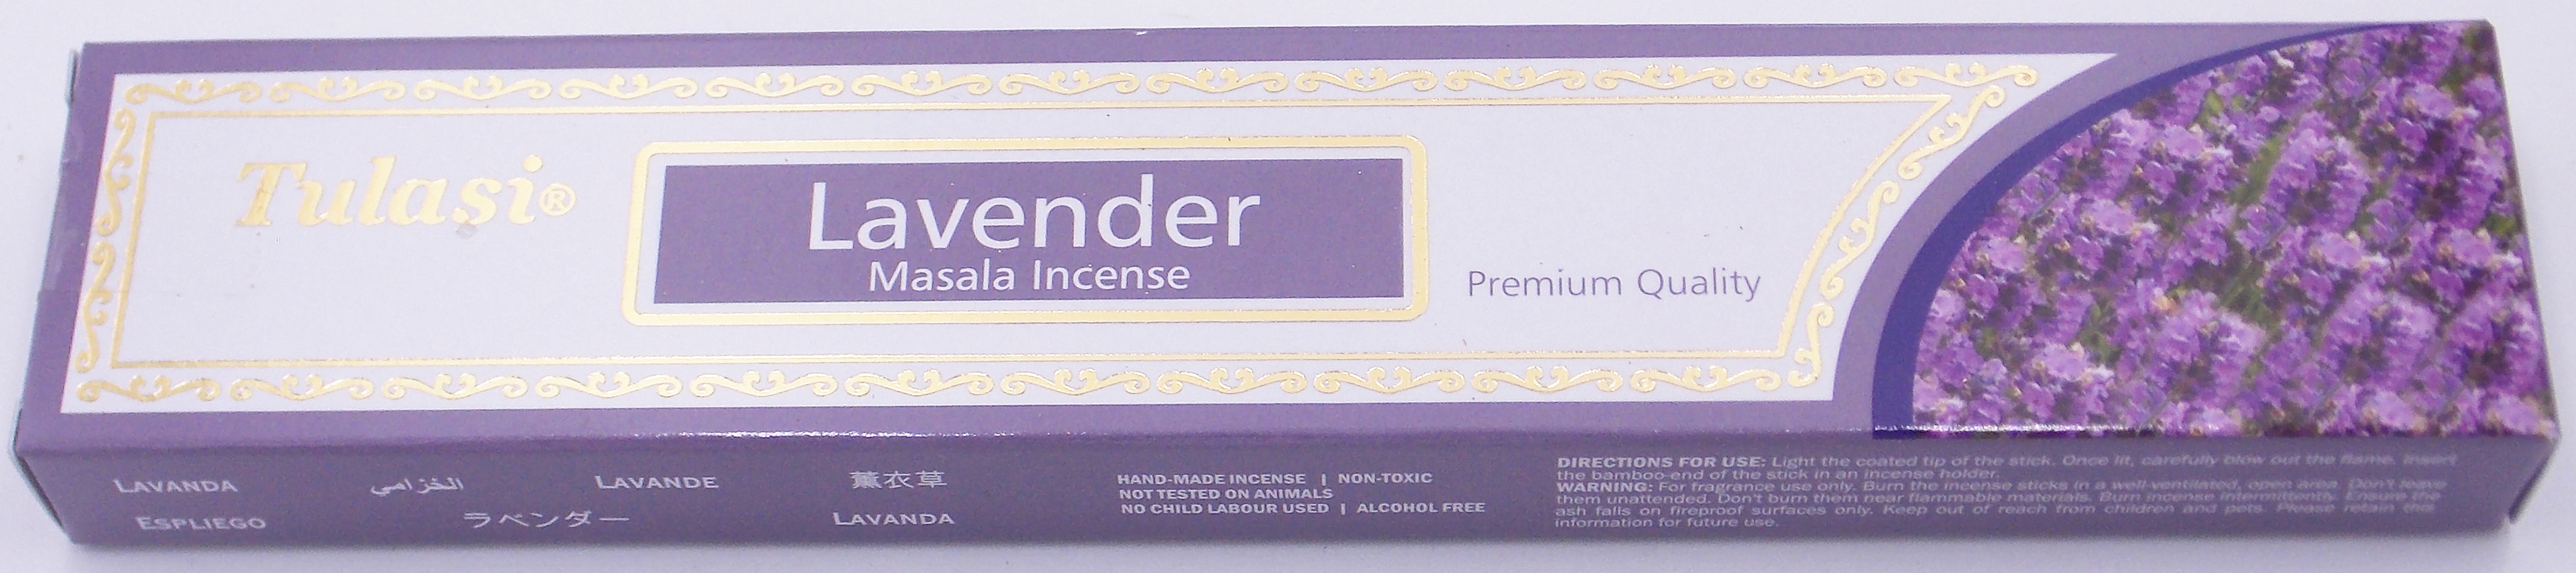 Tulasi®
Lavender
Masala Incense
Premium Quality
LAVANDA
الخزامي
LAVANDE
薰衣草
ESPLIEGO
ラベンダー
LAVANDA
HAND-MADE INCENSE | NON-TOXIC
NOT TESTED ON ANIMALS
NO CHILD LABOUR USED | ALCOHOL FREE
DIRECTIONS FOR USE: Light the coated tip of the stick. Once lit, carefully blow out the flame. Insert
the bamboo-end of the stick in an incense holder.
WARNING: For fragrance use only. Burn the incense sticks in a well-ventilated, open area. Don't leave
them unattended. Don't burn them near flammable materials. Burn incense intermittently. Ensure the
ash falls on fireproof surfaces only. Keep out of reach from children and pets. Please retain this
information for future use.